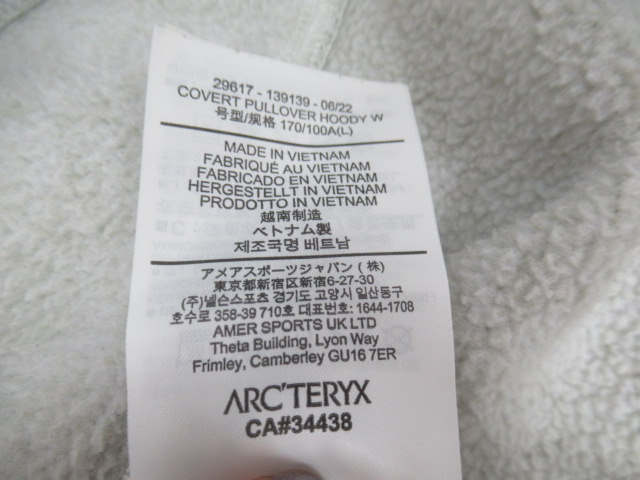 29617 - 139139 - 06/22
COVERT PULLOVER HOODY W
号型/规格 170/100A(L)
MADE IN VIETNAM
FABRIQUÉ AU VIETNAM
FABRICADO EN VIETNAM
HERGESTELLT IN VIETNAM
PRODOTTO IN VIETNAM
越南制造
ベトナム製
제조국명 베트남
アメアスポーツジャパン (株)
東京都新宿区新宿6-27-30
(주)넬슨스포츠 경기도 고양시 일산동구
호수로 358-39 710호 대표번호: 1644-1708
AMER SPORTS UK LTD
Theta Building, Lyon Way
Frimley, Camberley GU16 7ER
ARC'TERYX
CA#34438